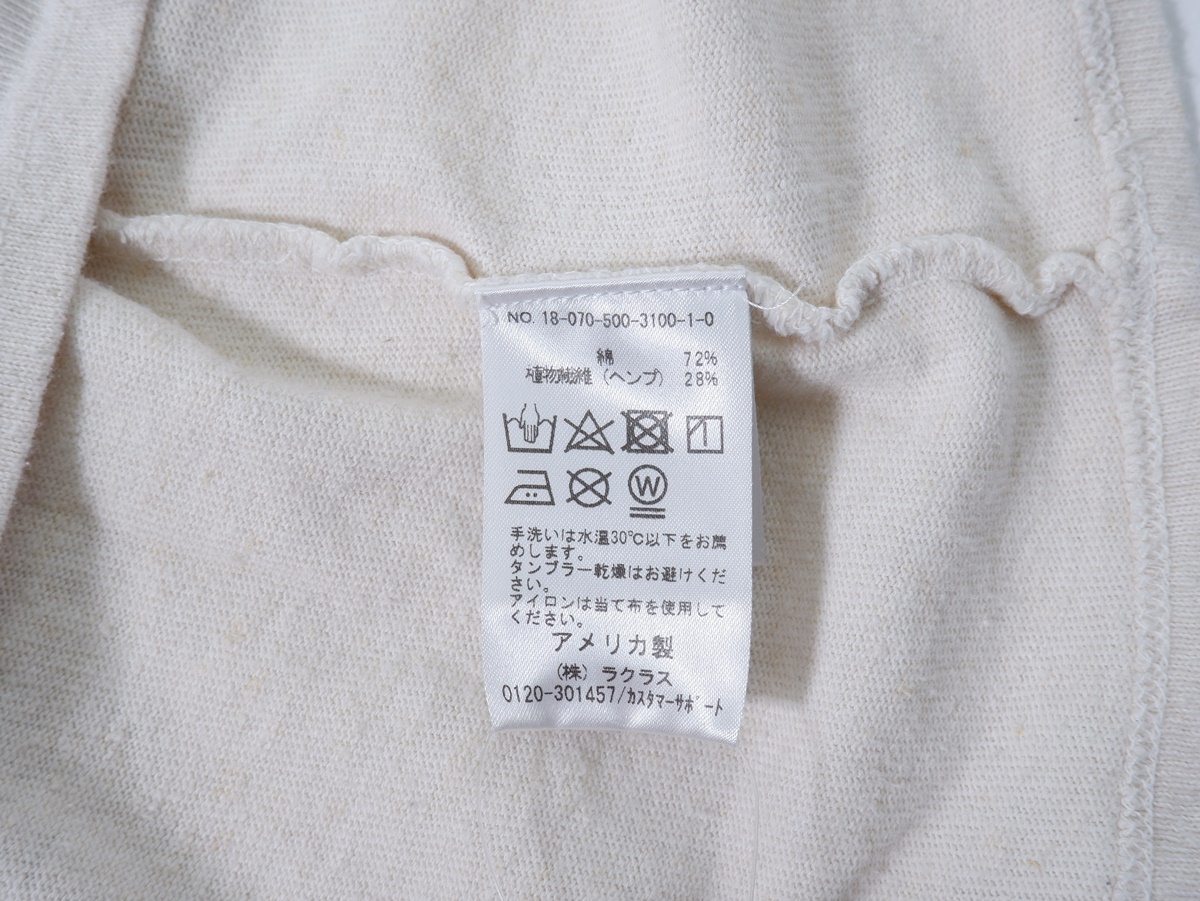 NO. 18-070-500-3100-1-0
綿 72%
植物繊維（ヘンプ） 28%
W
手洗いは水温30℃以下をお薦
めします。
タンブラー乾燥はお避けくだ
さい。
アイロンは当て布を使用して
ください。
アメリカ製
（株）ラクラス
0120-301457/カスタマーサポート